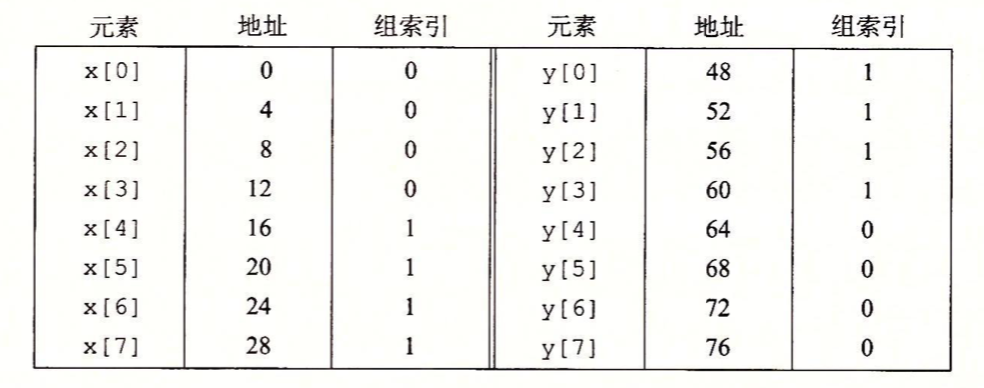 元素 地址 组索引 元素 地址 组索引
x[0] 0 0 y[0] 48 1
x[1] 4 0 y[1] 52 1
x[2] 8 0 y[2] 56 1
x[3] 12 0 y[3] 60 1
x[4] 16 1 y[4] 64 0
x[5] 20 1 y[5] 68 0
x[6] 24 1 y[6] 72 0
x[7] 28 1 y[7] 76 0